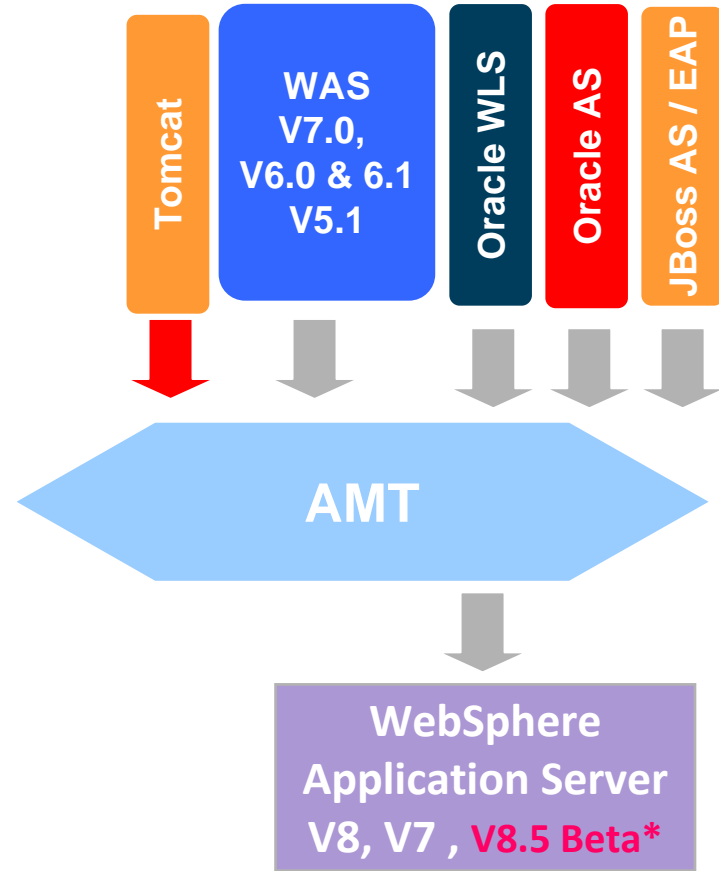 Tomcat
WAS
V7.0,
V6.0 & 6.1
V5.1
Oracle WLS
Oracle AS
JBoss AS / EAP
AMT
WebSphere
Application Server
V8, V7 , V8.5 Beta*